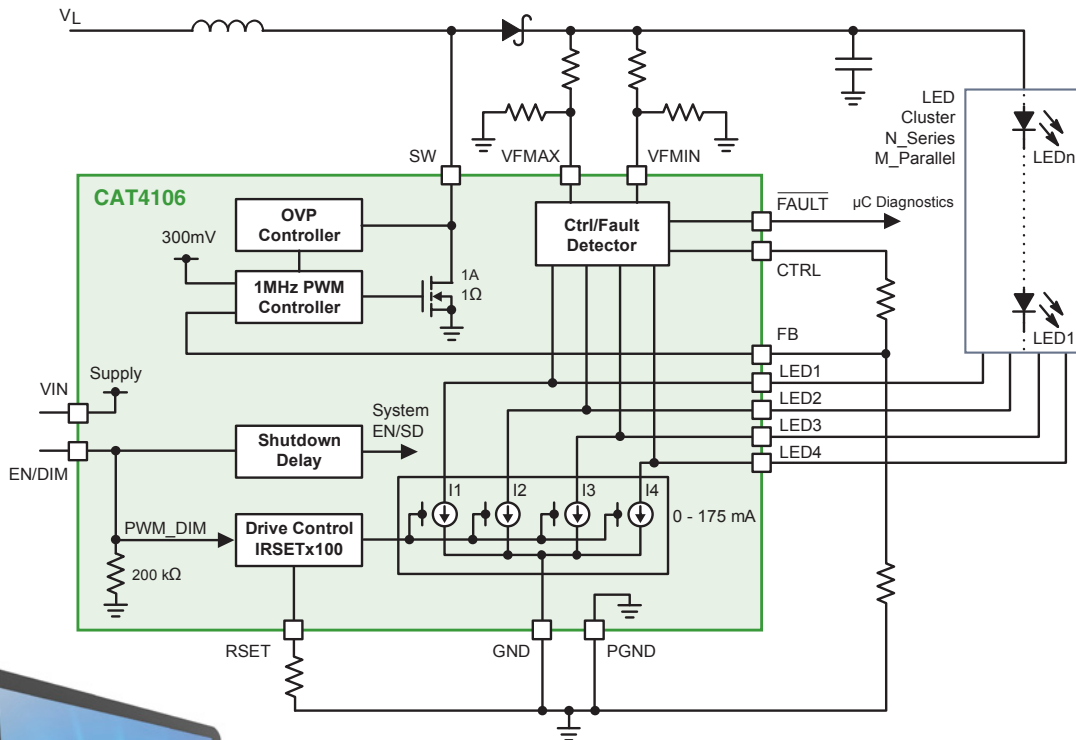 VL
LED
Cluster
N_Series
M_Parallel
LEDn
LED1
SW
VFMAX
VFMIN
CAT4106
OVP
Controller
300mV
1MHz PWM
Controller
1A
1Ω
Ctrl/Fault
Detector
FAULT
µC Diagnostics
CTRL
FB
LED1
LED2
LED3
LED4
VIN
Supply
EN/DIM
Shutdown
Delay
System
EN/SD
I1
I2
I3
I4
0 - 175 mA
PWM_DIM
Drive Control
IRSETx100
200 kΩ
RSET
GND
PGND